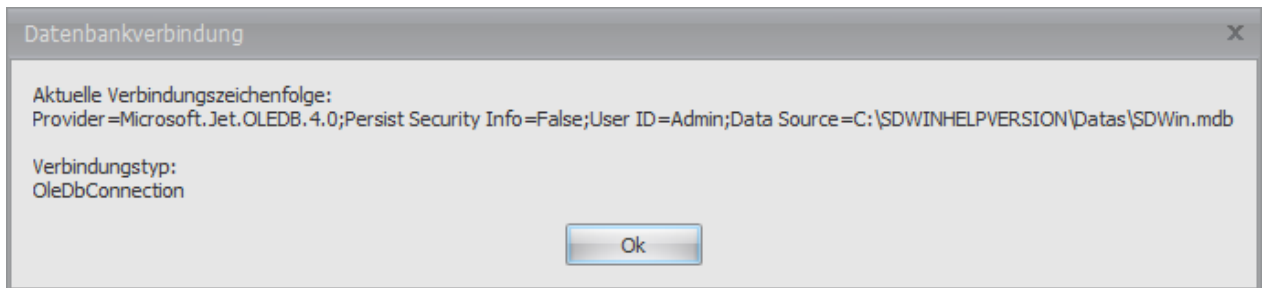 Datenbankverbindung
Aktuelle Verbindungszeichenfolge:
Provider=Microsoft.Jet.OLEDB.4.0;Persist Security Info=False;User ID=Admin;Data Source=C:\SDWINHELPVERSION\Datas\SDWin.mdb
Verbindungstyp:
OleDbConnection
Ok